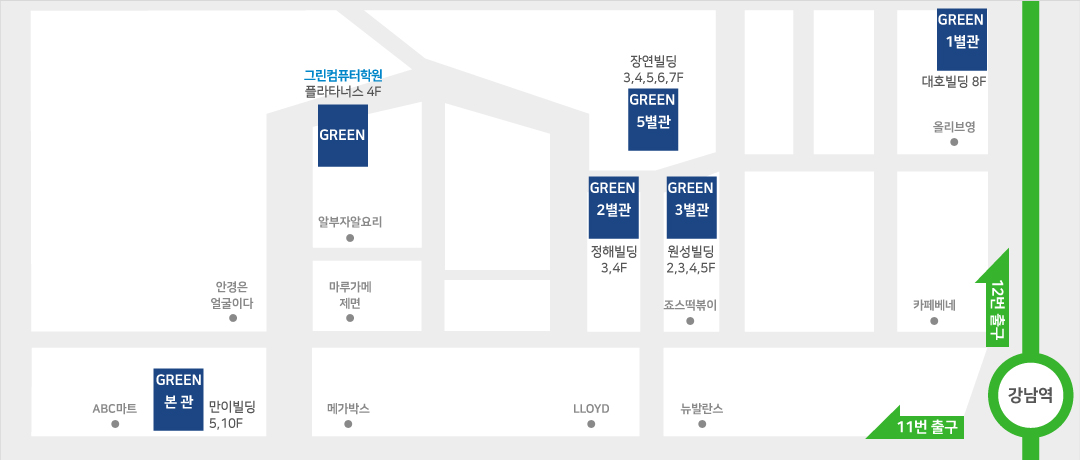 GREEN
1별관
대호빌딩 8F
올리브영
장연빌딩
3,4,5,6,7F
GREEN
5별관
그린컴퓨터학원
플라타너스 4F
GREEN
알부자알요리
GREEN
2별관
정해빌딩
3,4F
GREEN
3별관
원성빌딩
2,3,4,5F
죠스떡볶이
안경은
얼굴이다
마루가메
제면
카페베네
12번 출구
강남역
GREEN
본 관
만이빌딩
5,10F
ABC마트
메가박스
LLOYD
뉴발란스
11번 출구